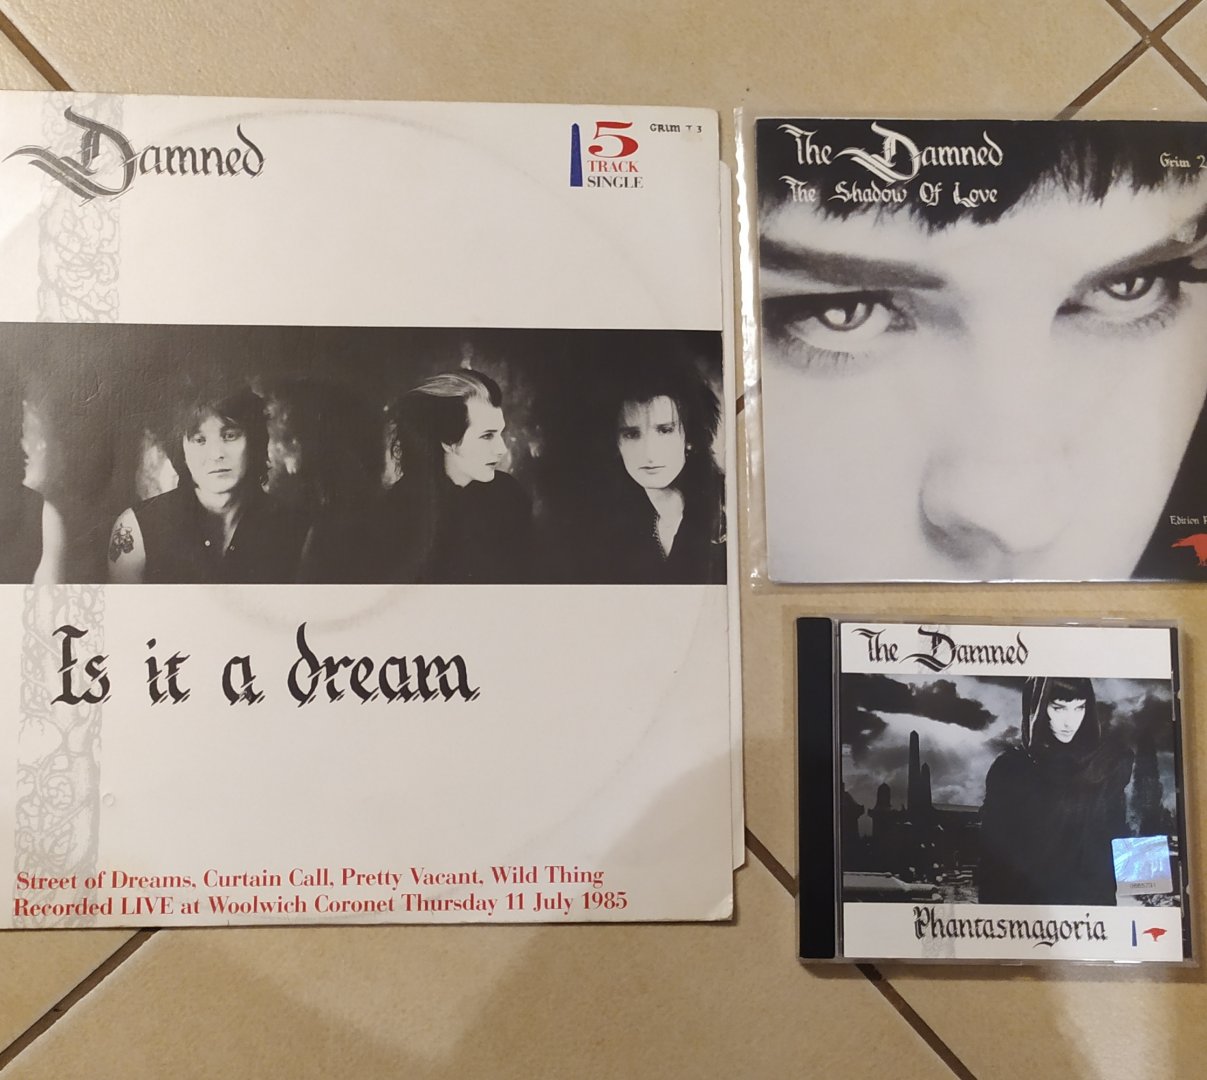 Damned
5
TRACK
SINGLE
GRIM T 3
Is it a dream
Street of Dreams, Curtain Call, Pretty Vacant, Wild Thing
Recorded LIVE at Woolwich Coronet Thursday 11 July 1985
The Damned
The Shadow Of Love
Grim 2
Edition
The Damned
Phantasmagoria